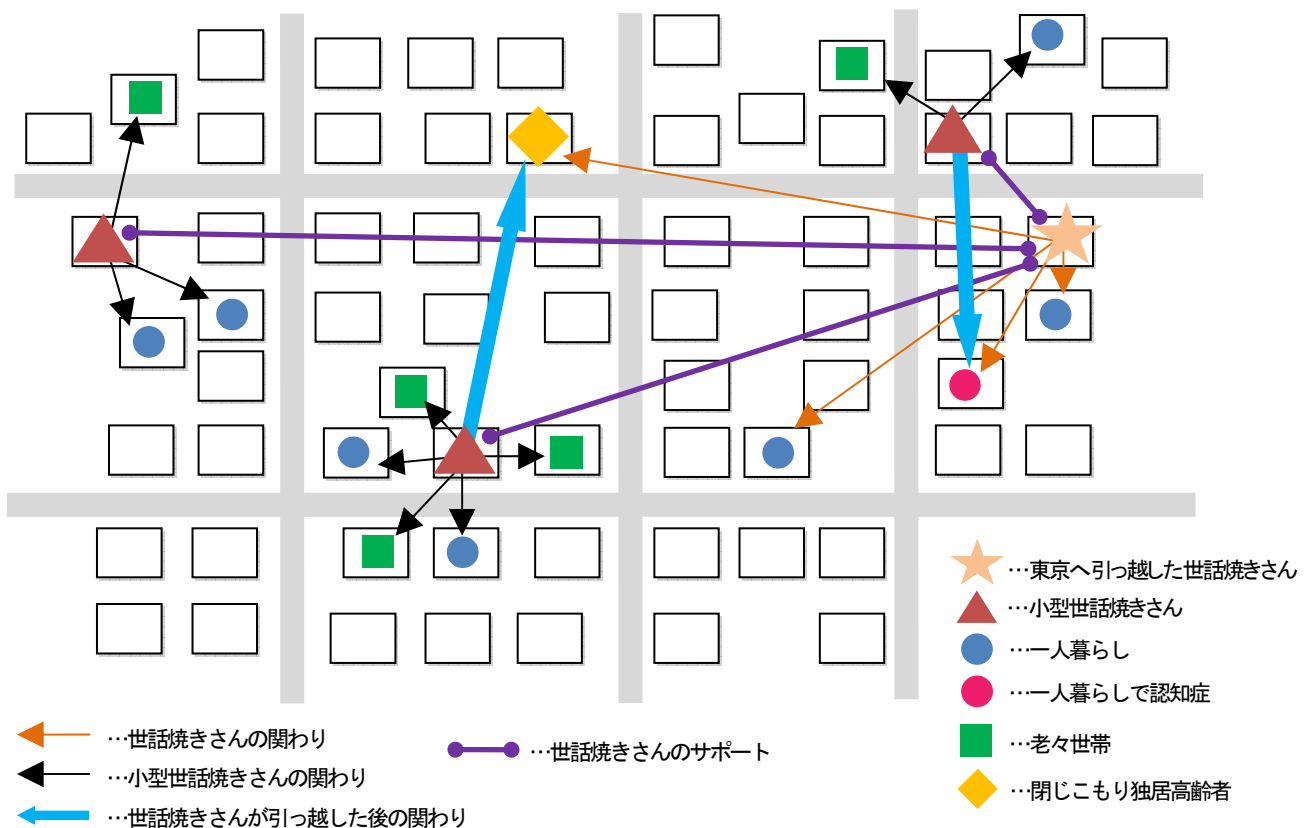 …東京へ引っ越した世話焼きさん
…小型世話焼きさん
…一人暮らし
…一人暮らしで認知症
…老々世帯
…閉じこもり独居高齢者
…世話焼きさんの関わり
…小型世話焼きさんの関わり
…世話焼きさんが引っ越した後の関わり
…世話焼きさんのサポート